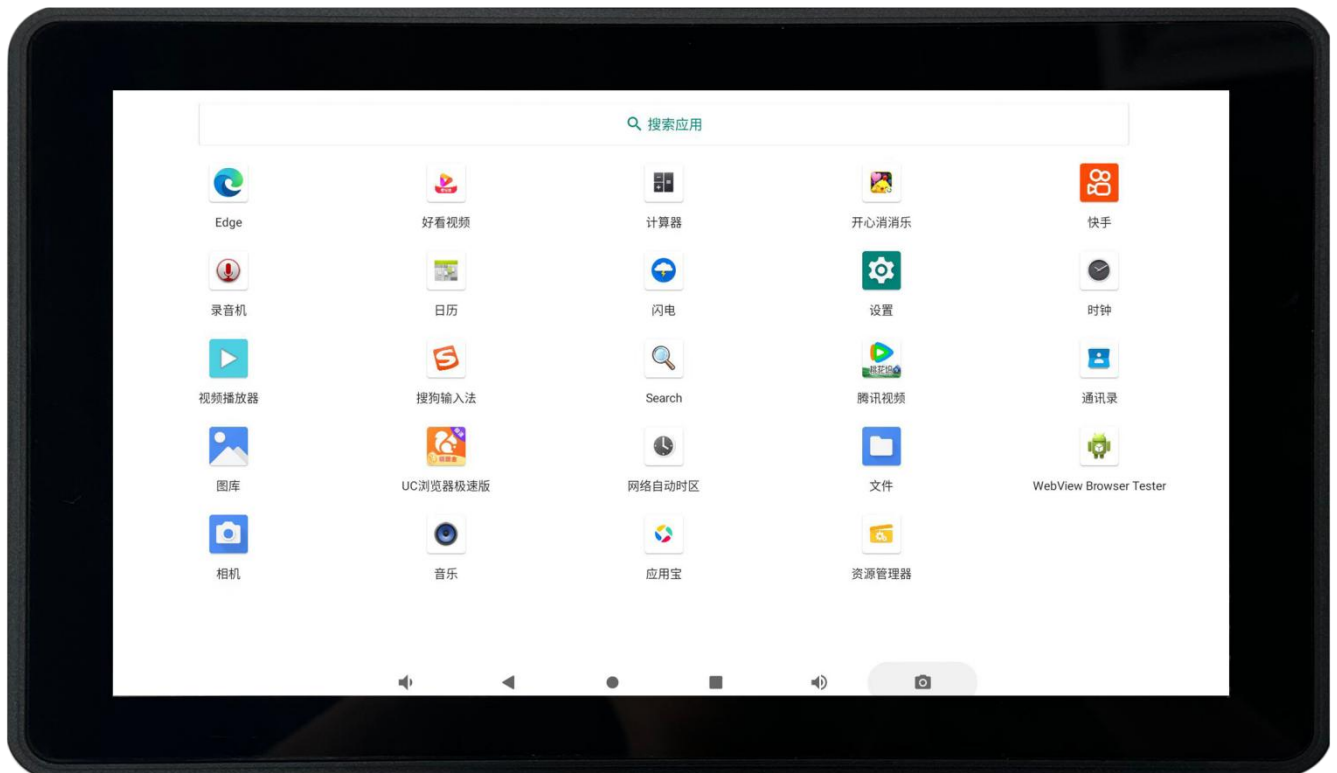 搜索应用
Edge
好看视频
计算器
开心消消乐
快手
录音机
日历
闪电
设置
时钟
视频播放器
搜狗输入法
Search
腾讯视频
通讯录
图库
UC浏览器极速版
网络自动时区
文件
WebView Browser Tester
相机
音乐
应用宝
资源管理器